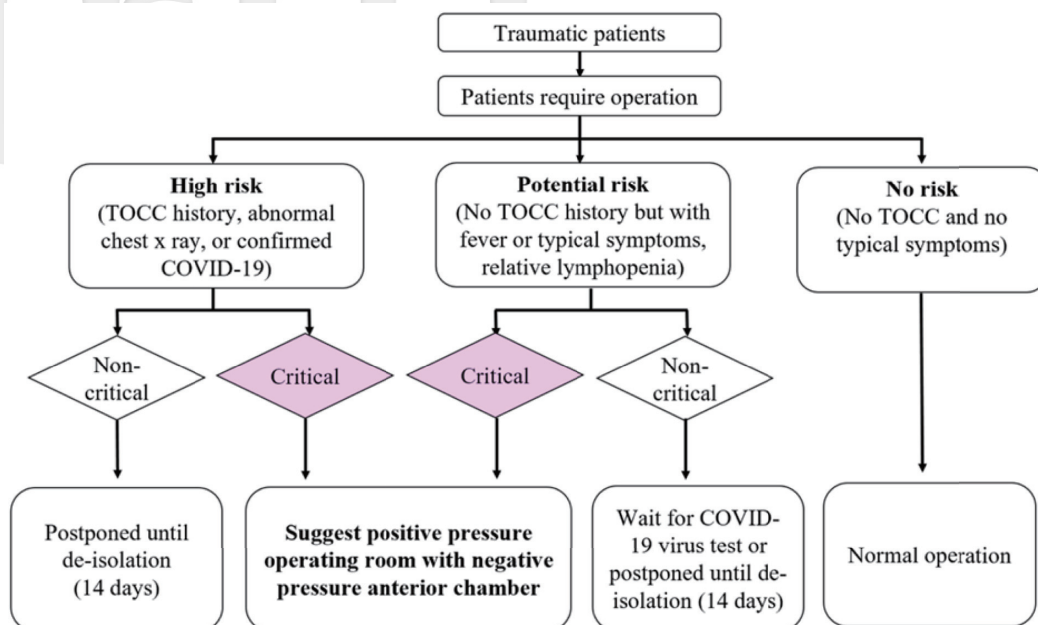 Traumatic patients
Patients require operation
High risk
(TOCC history, abnormal
chest x ray, or confirmed
COVID-19)
Potential risk
(No TOCC history but with
fever or typical symptoms,
relative lymphopenia)
No risk
(No TOCC and no
typical symptoms)
Non-
critical
Critical
Critical
Non-
critical
Postponed until
de-isolation
(14 days)
Suggest positive pressure
operating room with negative
pressure anterior chamber
Wait for COVID-
19 virus test or
postponed until de-
isolation (14 days)
Normal operation